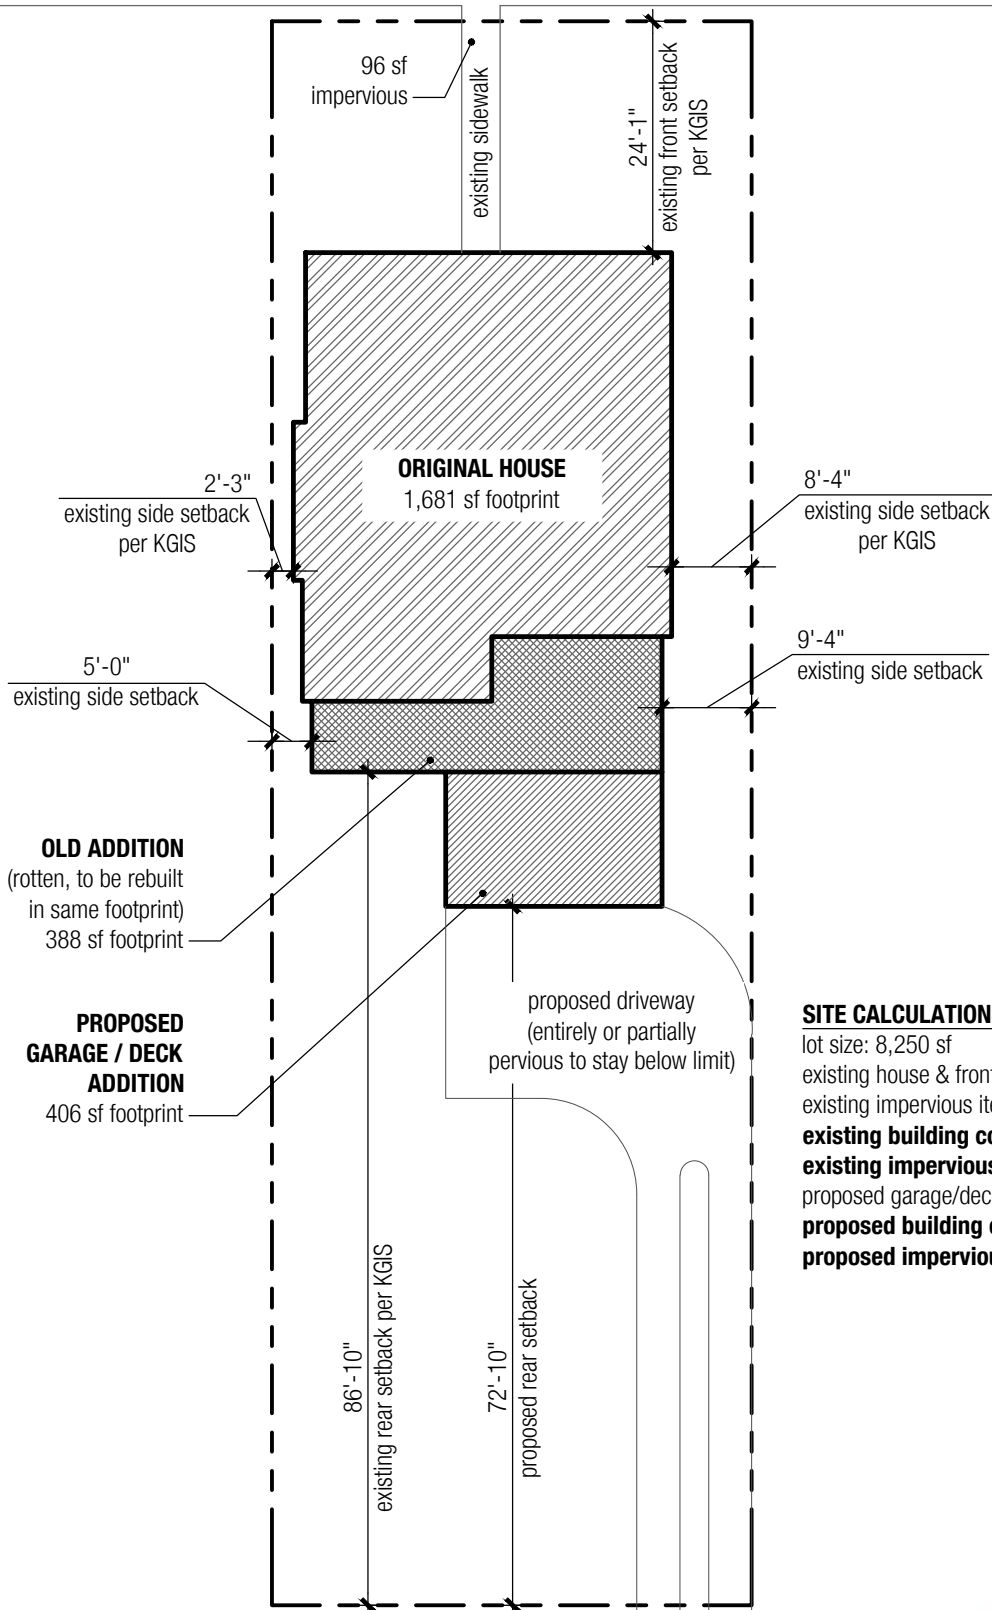 96 sf
impervious
existing sidewalk
24'-1"
existing front setback
per KGIS
ORIGINAL HOUSE
1,681 sf footprint
2'-3"
existing side setback
per KGIS
8'-4"
existing side setback
per KGIS
5'-0"
existing side setback
9'-4"
existing side setback
OLD ADDITION
(rotten, to be rebuilt
in same footprint)
388 sf footprint
PROPOSED
GARAGE / DECK
ADDITION
406 sf footprint
proposed driveway
(entirely or partially
pervious to stay below limit)
86'-10"
existing rear setback per KGIS
72'-10"
proposed rear setback
SITE CALCULATION
lot size: 8,250 sf
existing house & front
existing impervious
existing building
existing impervious
proposed garage/
proposed building
proposed